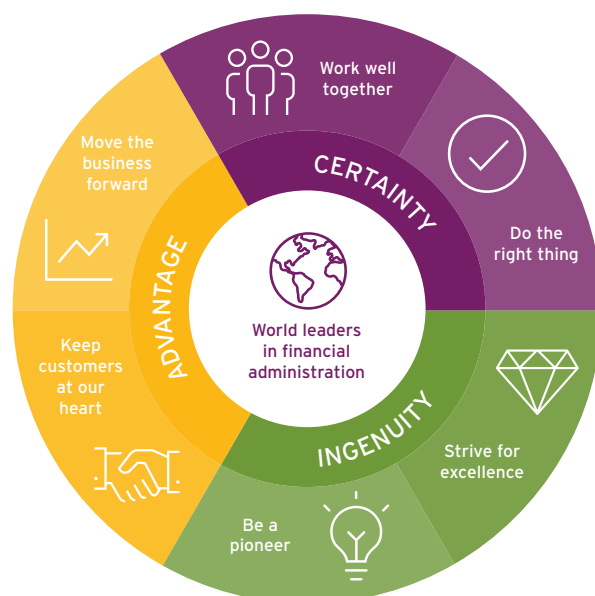 Work well
together
CERTAINTY
Do the
right thing
Move the
business
forward
ADVANTAGE
World leaders
in financial
administration
Keep
customers
at our
heart
INGENUITY
Strive for
excellence
Be a
pioneer